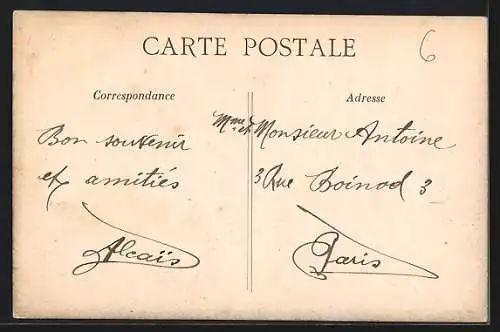 CARTE POSTALE
6
Correspondance
Bon souvenir
et amitiés
Alcaïs
Adresse
Mme et Monsieur Antoine
3 Rue Boinod 3
Paris